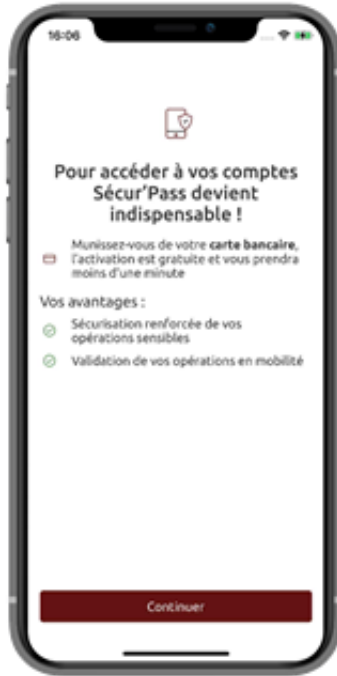 16:06
Pour accéder à vos comptes
Sécur'Pass devient
indispensable !
Munissez-vous de votre carte bancaire,
l'activation est gratuite et vous prendra
moins d'une minute
Vos avantages :
Sécurisation renforcée de vos
opérations sensibles
Validation de vos opérations en mobilité
Continuer